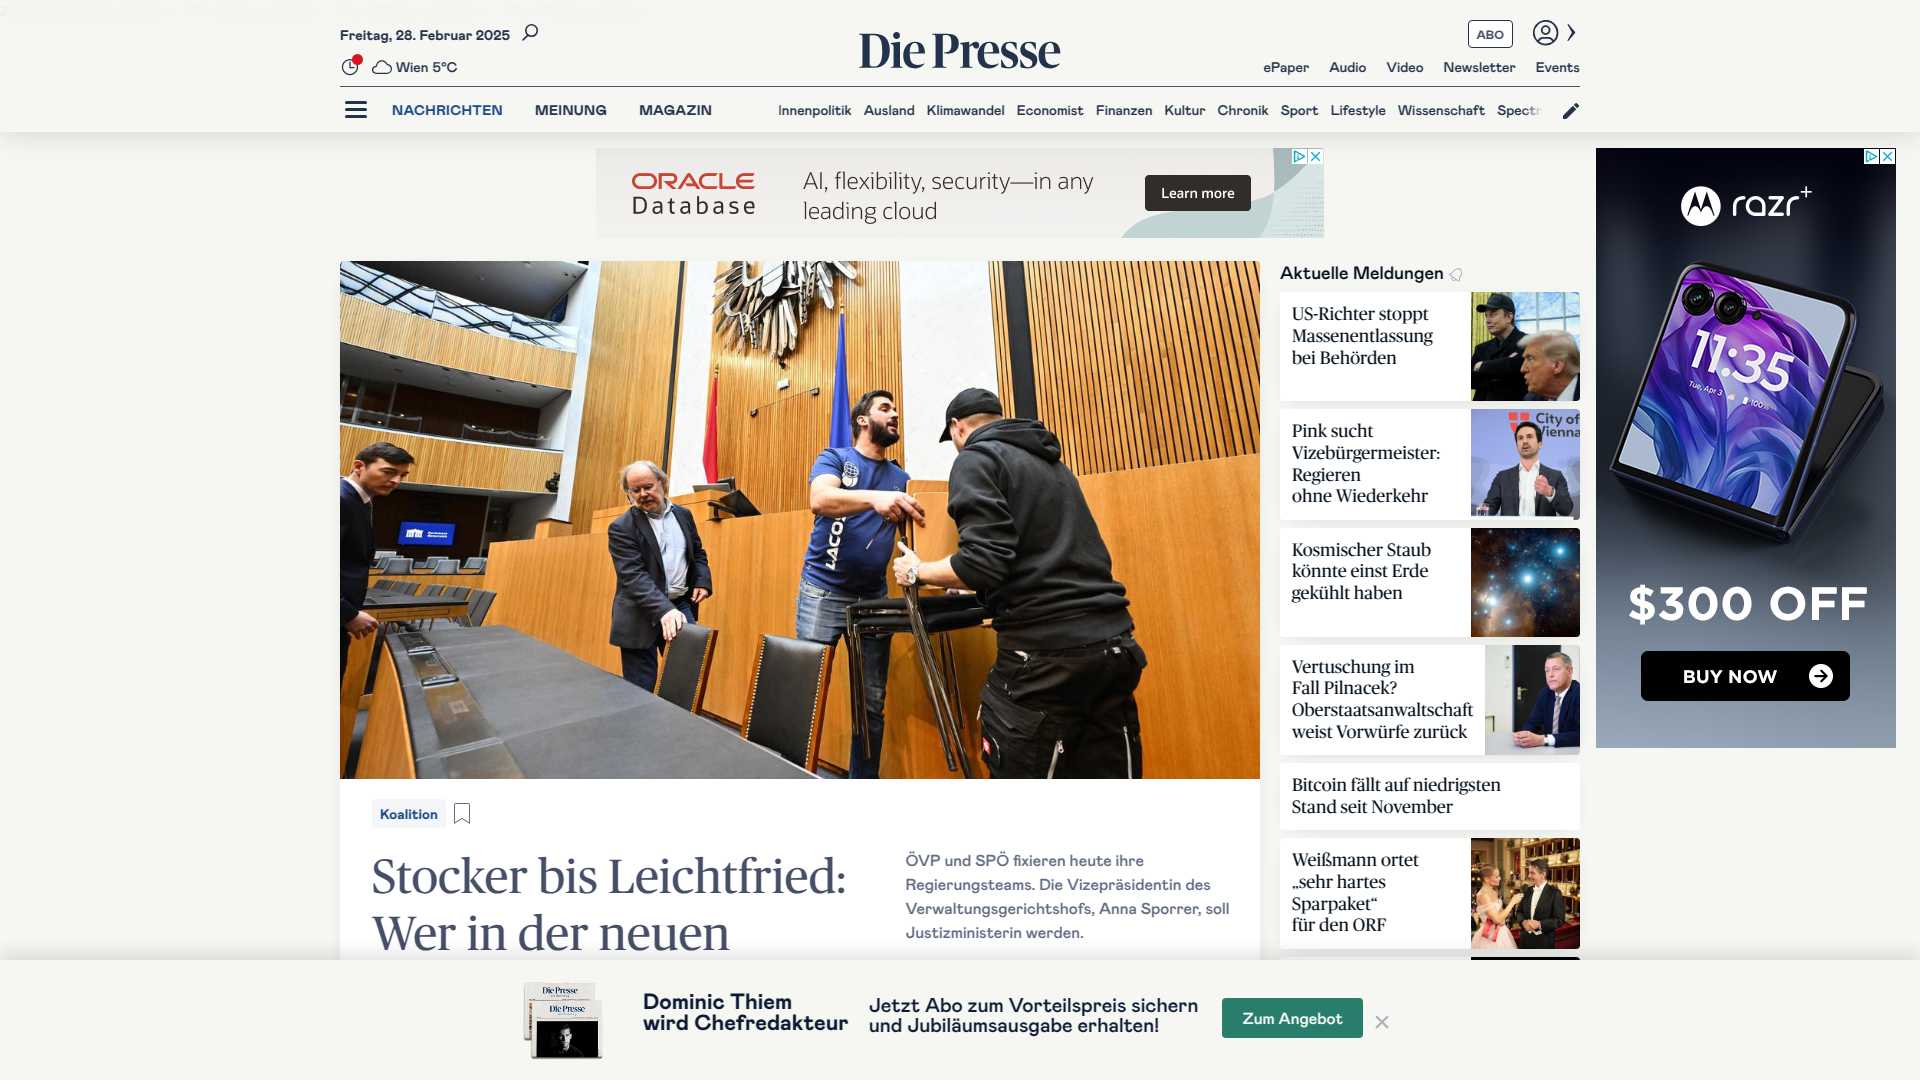 Freitag, 28. Februar 2025
Die Presse
ABO
Wien 5°C
ePaper Audio Video Newsletter Events
NACHRICHTEN MEINUNG MAGAZIN
Innenpolitik Ausland Klimawandel Economist Finanzen Kultur Chronik Sport Lifestyle Wissenschaft Spectr
ORACLE
Database
AI, flexibility, security—in any
leading cloud
Learn more
razr+
11:35
Tue, Apr 3
100%
$300 OFF
BUY NOW
LACOS
Aktuelle Meldungen
US-Richter stoppt
Massenentlassung
bei Behörden
Pink sucht
Vizebürgermeister:
Regieren
ohne Wiederkehr
City of
Vienna
Kosmischer Staub
könnte einst Erde
gekühlt haben
Vertuschung im
Fall Pilnacek?
Oberstaatsanwaltschaft
weist Vorwürfe zurück
Bitcoin fällt auf niedrigsten
Stand seit November
Weißmann ortet
„sehr hartes
Sparpaket“
für den ORF
Koalition
Stocker bis Leichtfried:
Wer in der neuen
ÖVP und SPÖ fixieren heute ihre
Regierungsteams. Die Vizepräsidentin des
Verwaltungsgerichtshofs, Anna Sporrer, soll
Justizministerin werden.
Die Presse
Die Presse
Dominic Thiem
wird Chefredakteur
Jetzt Abo zum Vorteilspreis sichern
und Jubiläumsausgabe erhalten!
Zum Angebot